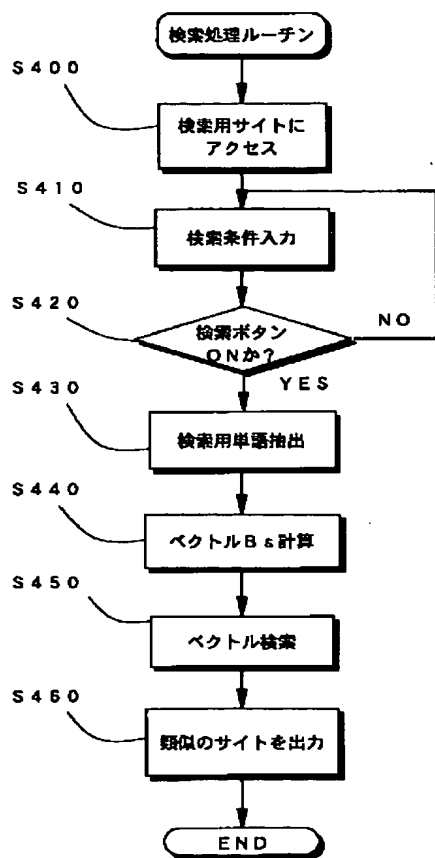 検索処理ルーチン
S400
検索用サイトに
アクセス
S410
検索条件入力
S420
検索ボタン
ONか?
NO
YES
S430
検索用単語抽出
S440
ベクトルBs計算
S450
ベクトル検索
S460
類似のサイトを出力
END